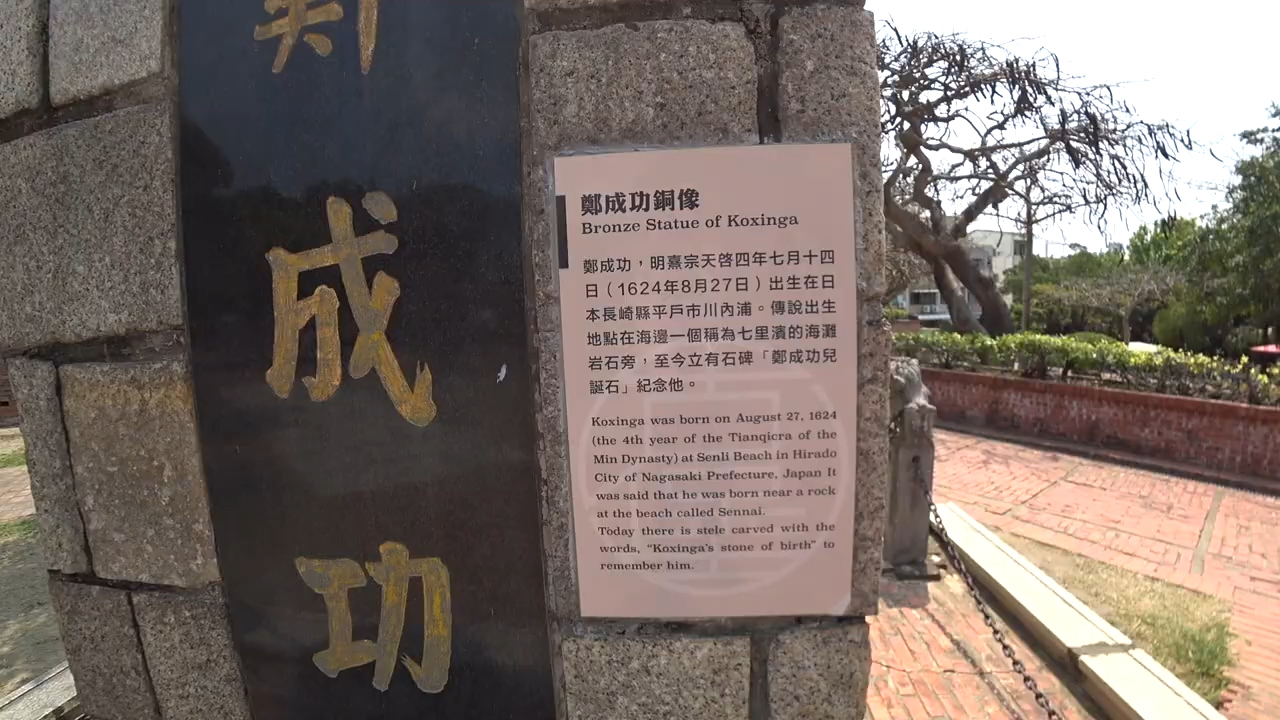 鄭
成
功
鄭成功銅像
Bronze Statue of Koxinga
鄭成功，明熹宗天啓四年七月十四
日（1624年8月27日）出生在日
本長崎縣平戶市川內浦。傳說出生
地點在海邊一個稱為七里濱的海灘
岩石旁，至今立有石碑「鄭成功兒
誕石」紀念他。
Koxinga was born on August 27, 1624
(the 4th year of the Tianqicra of the
Min Dynasty) at Senli Beach in Hirado
City of Nagasaki Prefecture, Japan It
was said that he was born near a rock
at the beach called Sennai.
Today there is stele carved with the
words, “Koxinga's stone of birth” to
remember him.